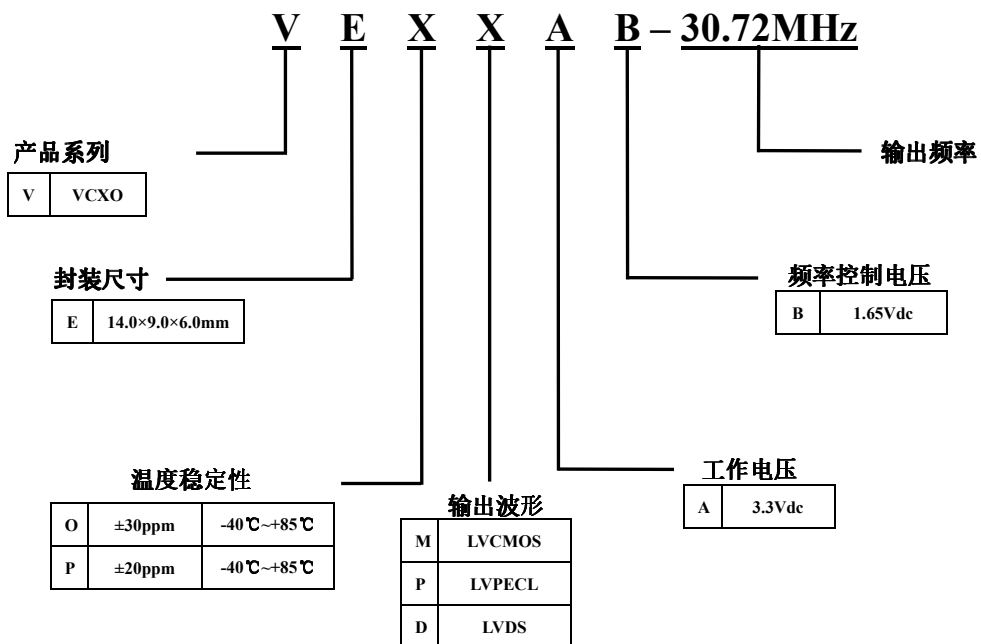 V E X X A B – 30.72MHz
产品系列
V VCXO
输出频率
封装尺寸
E 14.0×9.0×6.0mm
频率控制电压
B 1.65Vdc
温度稳定性
O ±30ppm -40℃~+85℃
P ±20ppm -40℃~+85℃
输出波形
M LVCMOS
P LVPECL
D LVDS
工作电压
A 3.3Vdc